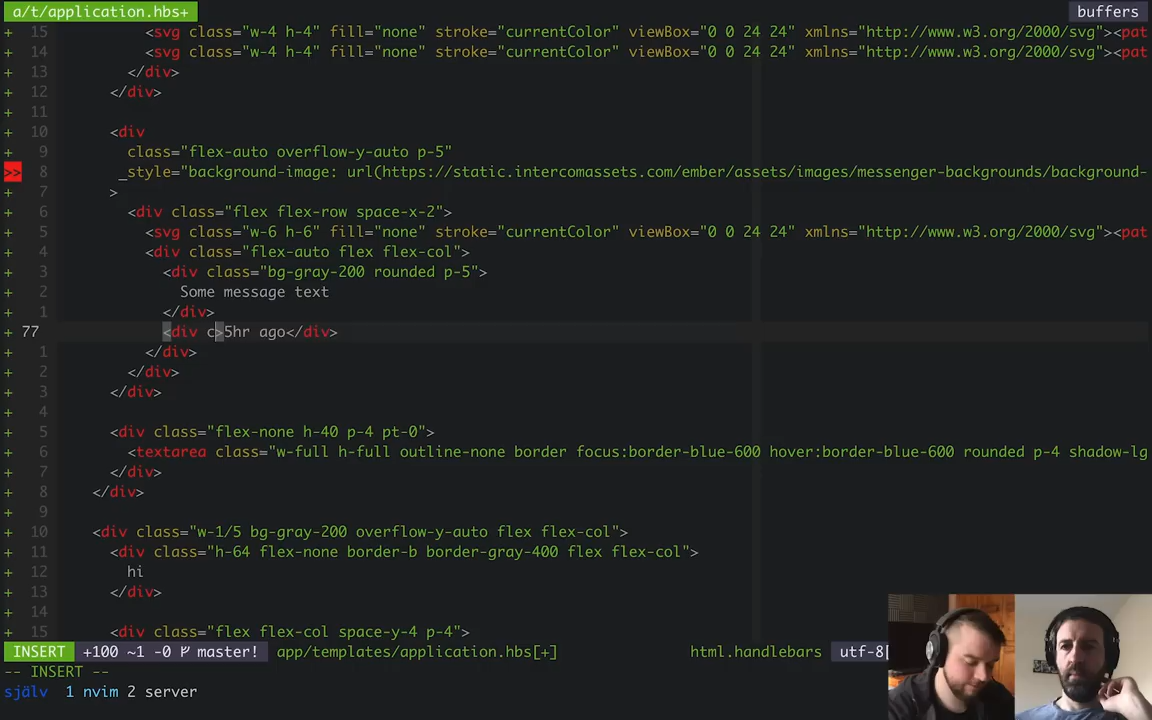 a/t/application.hbs+ buffers
+ 15 <svg class="w-4 h-4" fill="none" stroke="currentColor" viewBox="0 0 24 24" xmlns="http://www.w3.org/2000/svg"><pat
+ 14 <svg class="w-4 h-4" fill="none" stroke="currentColor" viewBox="0 0 24 24" xmlns="http://www.w3.org/2000/svg"><pat
+ 13 </div>
+ 12 </div>
+ 11
+ 10 <div
+ 9 class="flex-auto overflow-y-auto p-5"
>> 8 _style="background-image: url(https://static.intercomassets.com/ember/assets/images/messenger-backgrounds/background-
+ 7 >
+ 6 <div class="flex flex-row space-x-2">
+ 5 <svg class="w-6 h-6" fill="none" stroke="currentColor" viewBox="0 0 24 24" xmlns="http://www.w3.org/2000/svg"><pat
+ 4 <div class="flex-auto flex flex-col">
+ 3 <div class="bg-gray-200 rounded p-5">
+ 2 Some message text
+ 1 </div>
+ 77 <div c>5hr ago</div>
+ 1 </div>
+ 2 </div>
+ 3 </div>
+ 4
+ 5 <div class="flex-none h-40 p-4 pt-0">
+ 6 <textarea class="w-full h-full outline-none border focus:border-blue-600 hover:border-blue-600 rounded p-4 shadow-lg
+ 7 </div>
+ 8 </div>
+ 9
+ 10 <div class="w-1/5 bg-gray-200 overflow-y-auto flex flex-col">
+ 11 <div class="h-64 flex-none border-b border-gray-400 flex flex-col">
+ 12 hi
+ 13 </div>
+ 14
+ 15 <div class="flex flex-col space-y-4 p-4">
INSERT +100 ~1 -0 master! app/templates/application.hbs[+] html.handlebars utf-8[
-- INSERT --
själv 1 nvim 2 server